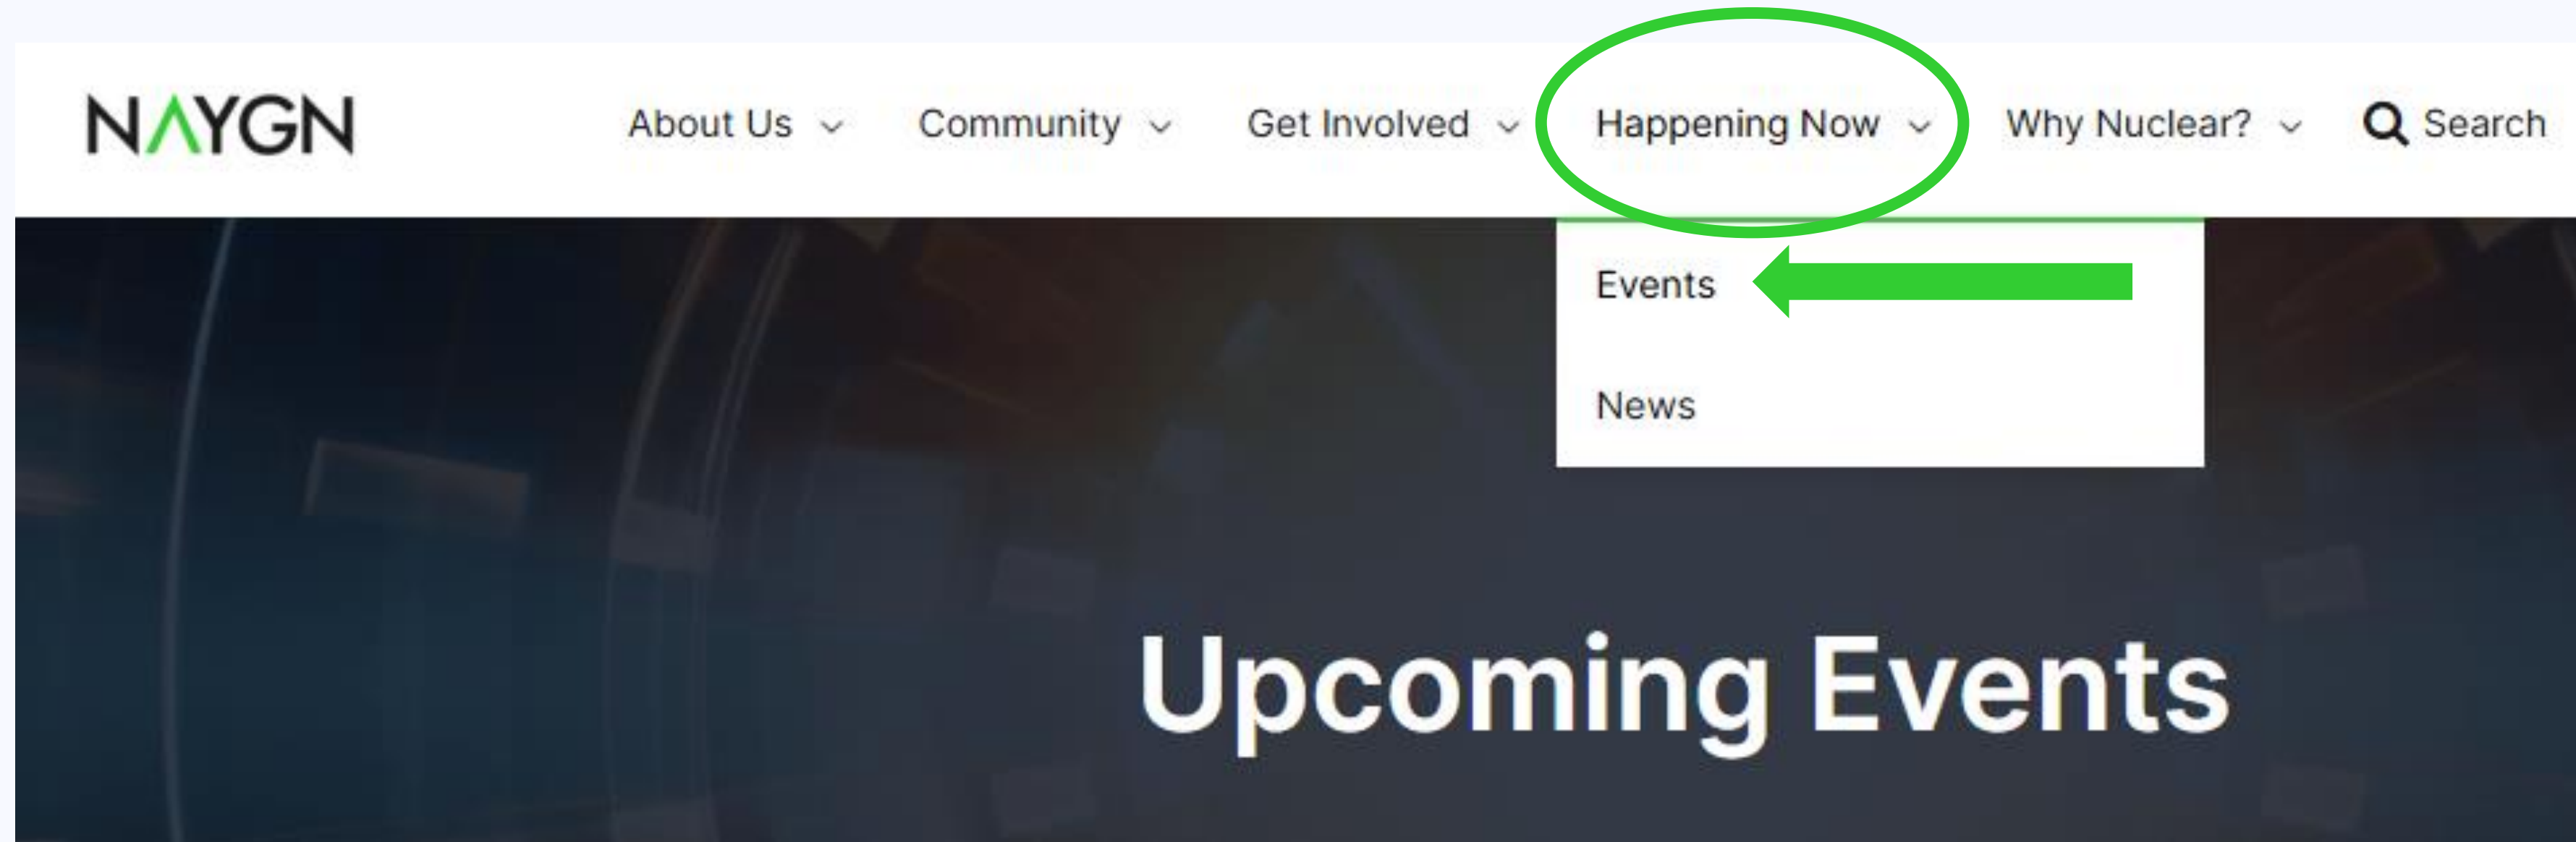 NAYGN
About Us
Community
Get Involved
Happening Now
Why Nuclear?
Search
Events
News
Upcoming Events